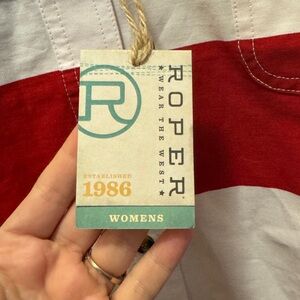 R
ROPER
★ WEAR THE WEST ★
ESTABLISHED
1986
WOMENS